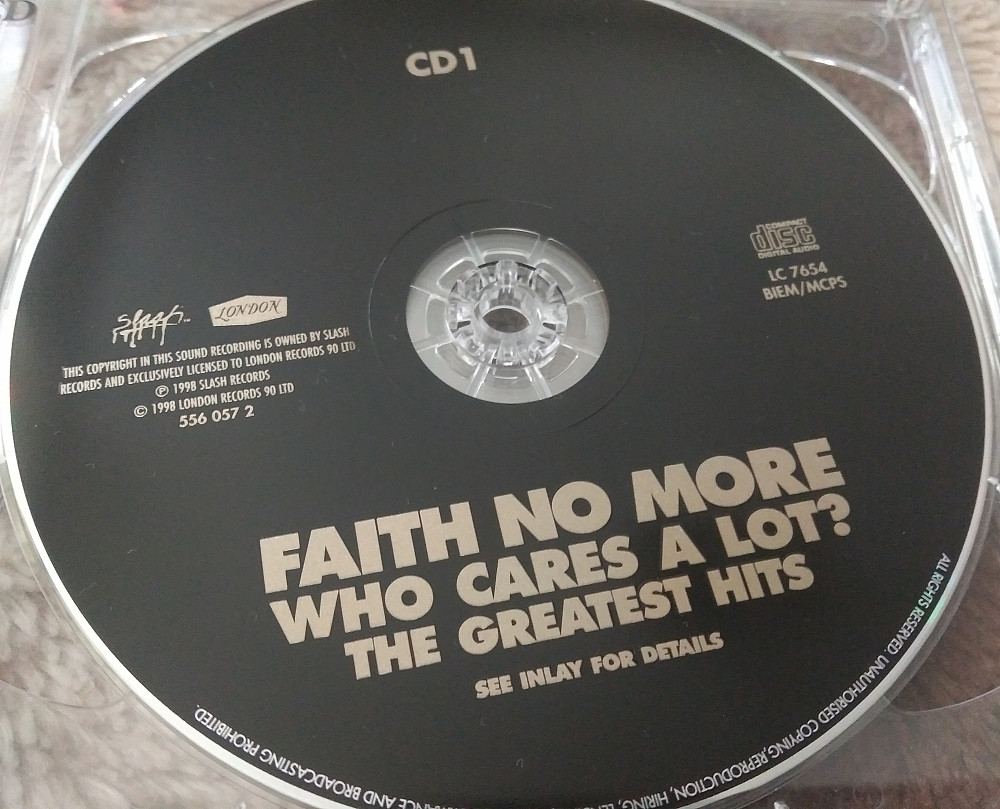 CD 1
COMPACT
disc
DIGITAL AUDIO
LC 7654
BIEM/MCPS
Slash™
LONDON
THIS COPYRIGHT IN THIS SOUND RECORDING IS OWNED BY SLASH
RECORDS AND EXCLUSIVELY LICENSED TO LONDON RECORDS 90 LTD
℗ 1998 SLASH RECORDS
© 1998 LONDON RECORDS 90 LTD
556 057 2
FAITH NO MORE
WHO CARES A LOT?
THE GREATEST HITS
SEE INLAY FOR DETAILS
ALL RIGHTS RESERVED. UNAUTHORISED COPYING, REPRODUCTION, HIRING, AND BROADCASTING PROHIBITED.